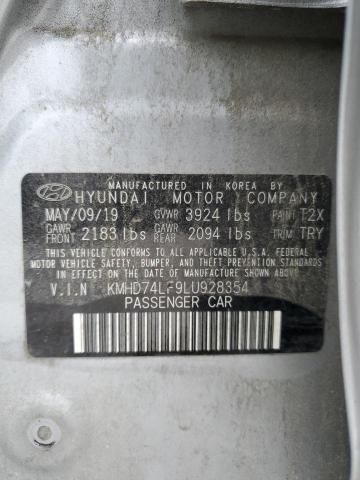 MANUFACTURED IN KOREA BY
HYUNDAI MOTOR COMPANY
MAY/09/19 GVWR 3924 lbs PAINT T2X
GAWR FRONT 2183 lbs GAWR REAR 2094 lbs TRIM TRY
THIS VEHICLE CONFORMS TO ALL APPLICABLE U.S.A. FEDERAL
MOTOR VEHICLE SAFETY, BUMPER, AND THEFT PREVENTION
STANDARDS IN EFFECT ON THE DATE OF MANUFACTURE SHOWN ABOVE.
V.I.N KMHD74LF9LU928354
PASSENGER CAR